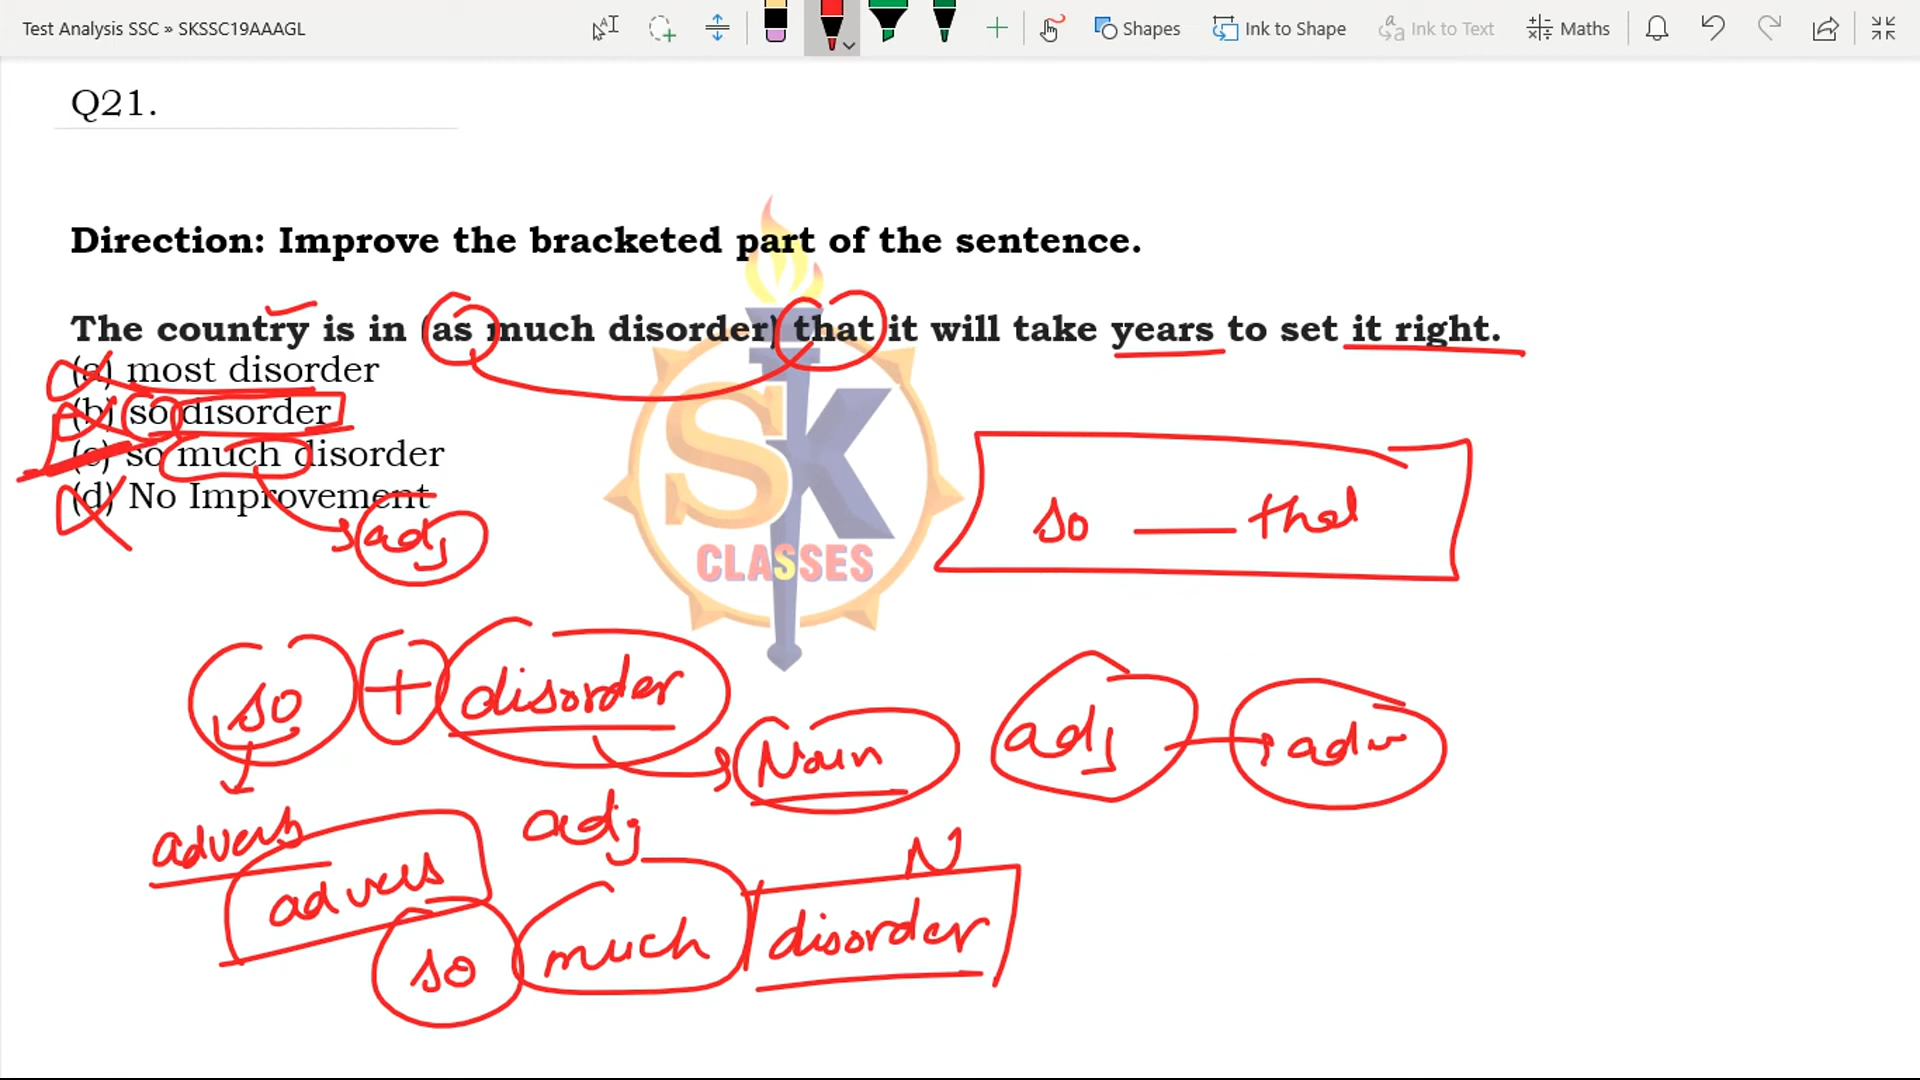 Test Analysis SSC » SKSSC19AAAGL
Shapes
Ink to Shape
Ink to Text
Maths
Q21.
Direction: Improve the bracketed part of the sentence.
The country is in (as much disorder) that it will take years to set it right.
(a) most disorder
(b) so disorder
(c) so much disorder
(d) No Improvement
adj
so ___ that
SK
CLASSES
so + disorder
Noun
adj
adv
adverb
adj
N
so much disorder